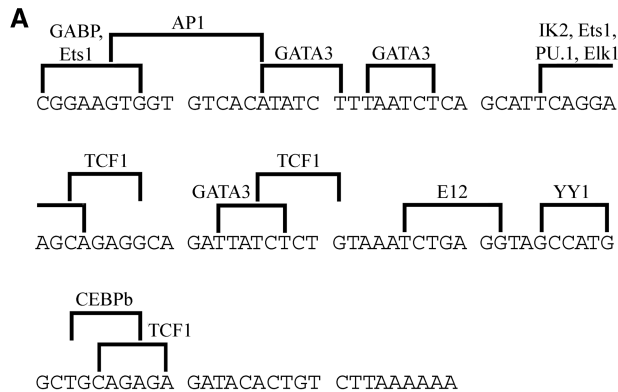 A
GABP, Ets1 AP1 GATA3 GATA3 IK2, Ets1, PU.1, Elk1
CGGAAGTGGT GTCACATATC TTTAATCTCA GCATTCAGGA
TCF1 GATA3 TCF1 E12 YY1
AGCAGAGGCA GATTATCTCT GTAAATCTGA GGTAGCCATG
CEBPb TCF1
GCTGCAGAGA GATACACTGT CTTAAAAAA